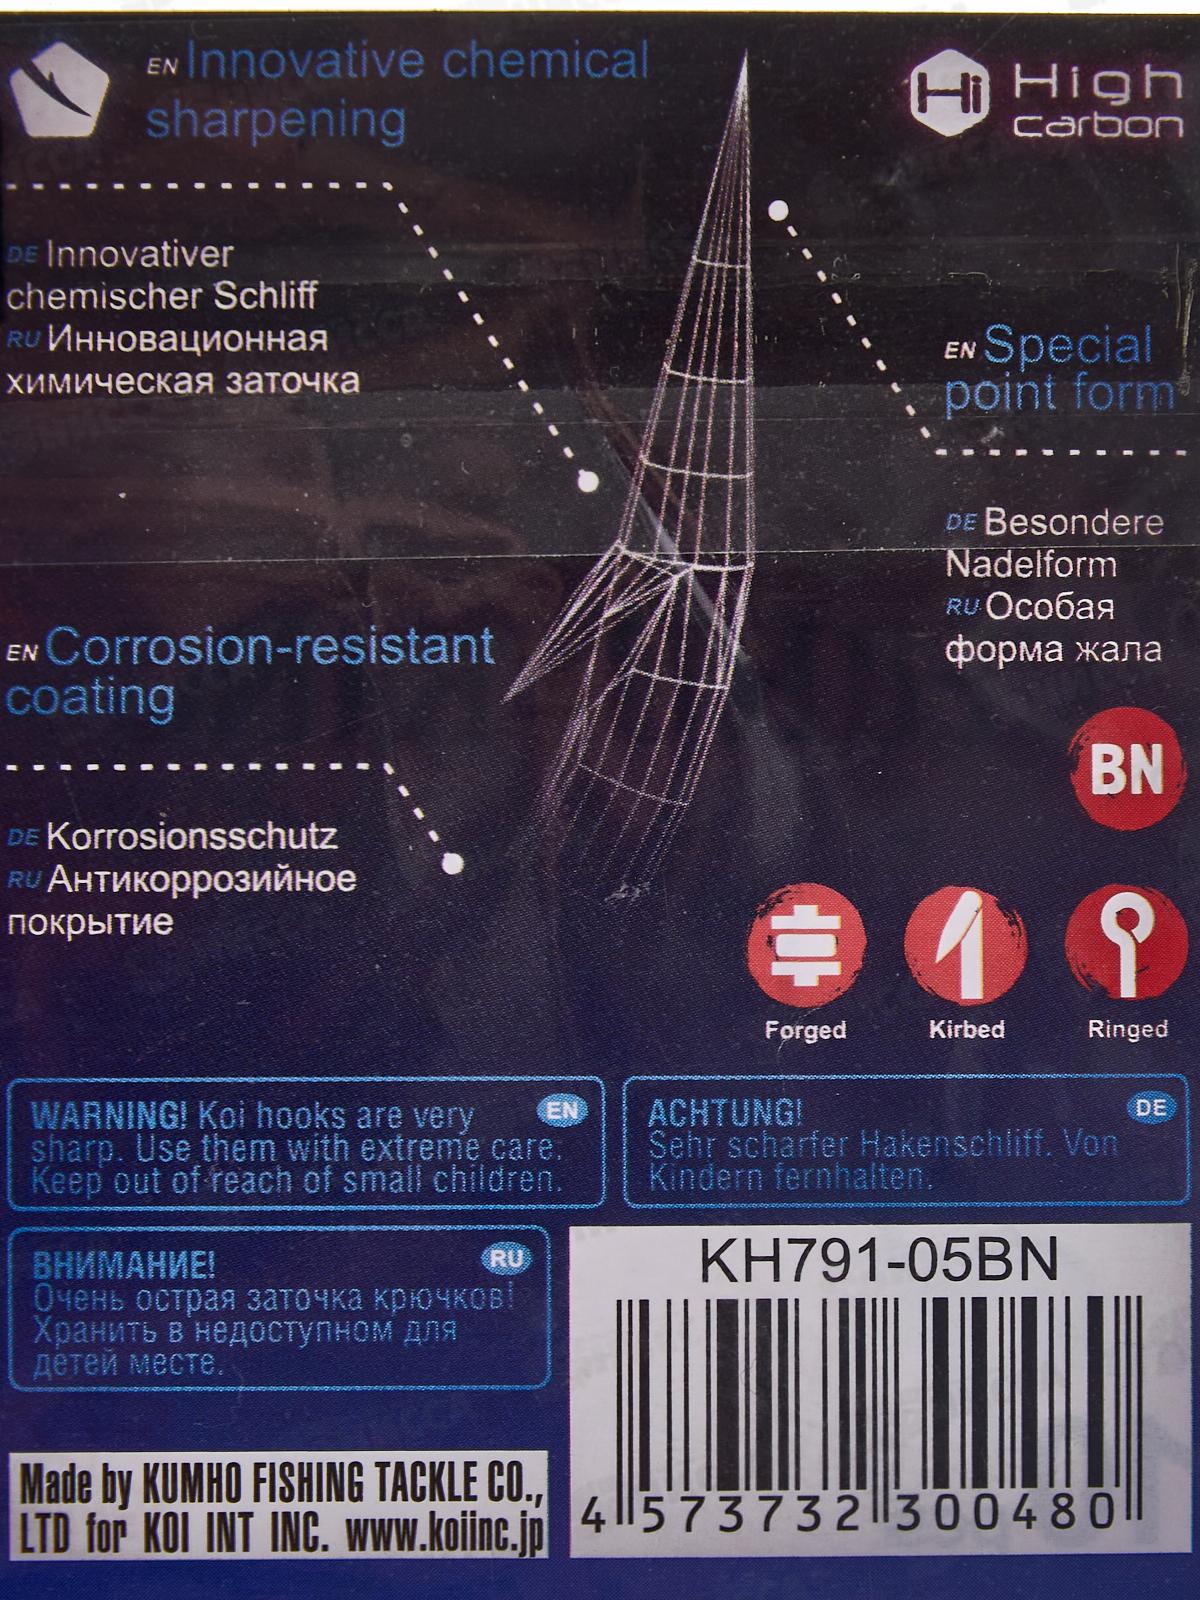 EN Innovative chemical
sharpening
Hi High
carbon
DE Innovativer
chemischer Schliff
RU Инновационная
химическая заточка
EN Special
point form
DE Besondere
Nadelform
RU Особая
форма жала
EN Corrosion-resistant
coating
DE Korrosionsschutz
RU Антикоррозийное
покрытие
BN
Forged
Kirbed
Ringed
WARNING! Koi hooks are very
sharp. Use them with extreme care.
Keep out of reach of small children.
EN
ACHTUNG!
Sehr scharfer Hakenschliff. Von
Kindern fernhalten.
DE
ВНИМАНИЕ!
Очень острая заточка крючков!
Хранить в недоступном для
детей месте.
RU
KH791-05BN
4 573732 300480
Made by KUMHO FISHING TACKLE CO.,
LTD for KOI INT INC. www.koiinc.jp